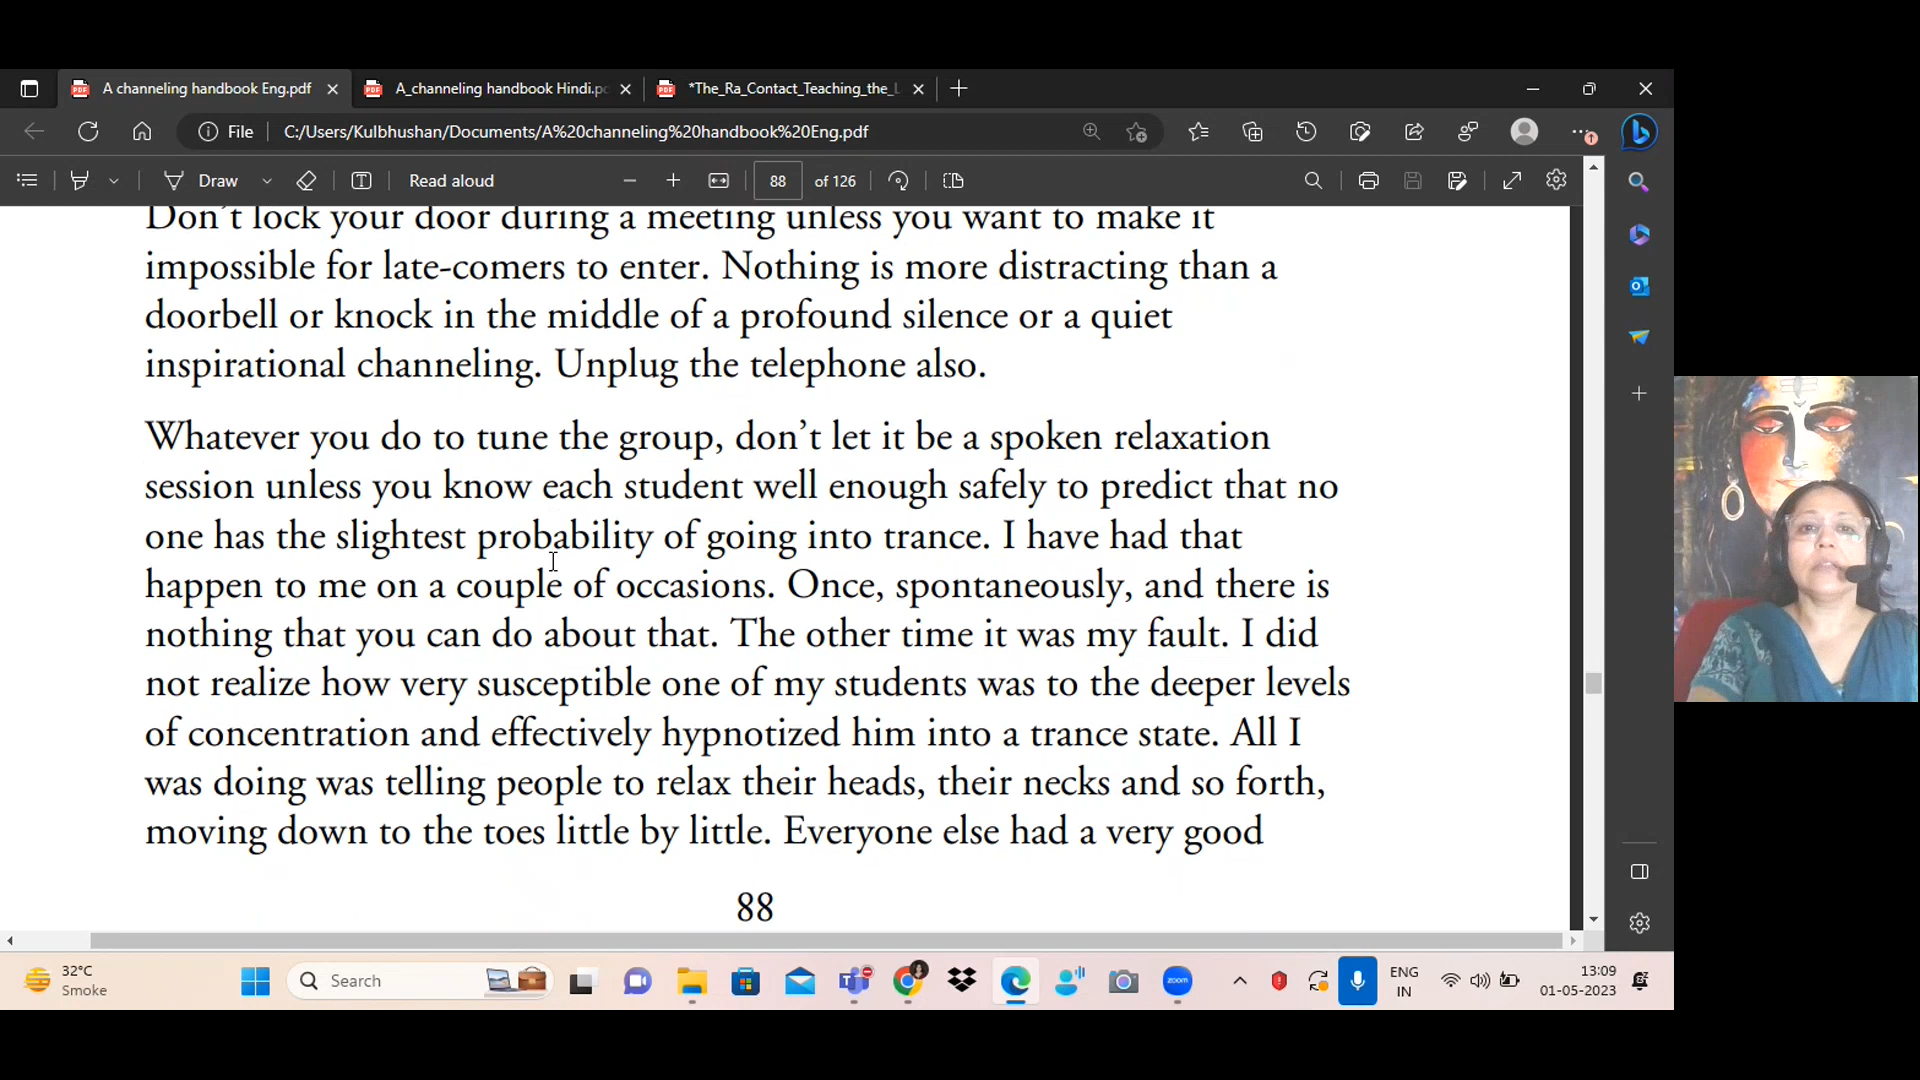 A channeling handbook Eng.pdf
A_channeling handbook Hindi.p
*The_Ra_Contact_Teaching_the_L
File
C:/Users/Kulbhushan/Documents/A%20channeling%20handbook%20Eng.pdf
Draw
Read aloud
88
of 126
Don't lock your door during a meeting unless you want to make it
impossible for late-comers to enter. Nothing is more distracting than a
doorbell or knock in the middle of a profound silence or a quiet
inspirational channeling. Unplug the telephone also.
Whatever you do to tune the group, don't let it be a spoken relaxation
session unless you know each student well enough safely to predict that no
one has the slightest probability of going into trance. I have had that
happen to me on a couple of occasions. Once, spontaneously, and there is
nothing that you can do about that. The other time it was my fault. I did
not realize how very susceptible one of my students was to the deeper levels
of concentration and effectively hypnotized him into a trance state. All I
was doing was telling people to relax their heads, their necks and so forth,
moving down to the toes little by little. Everyone else had a very good
88
32°C
Smoke
Search
zoom
ENG
IN
13:09
01-05-2023